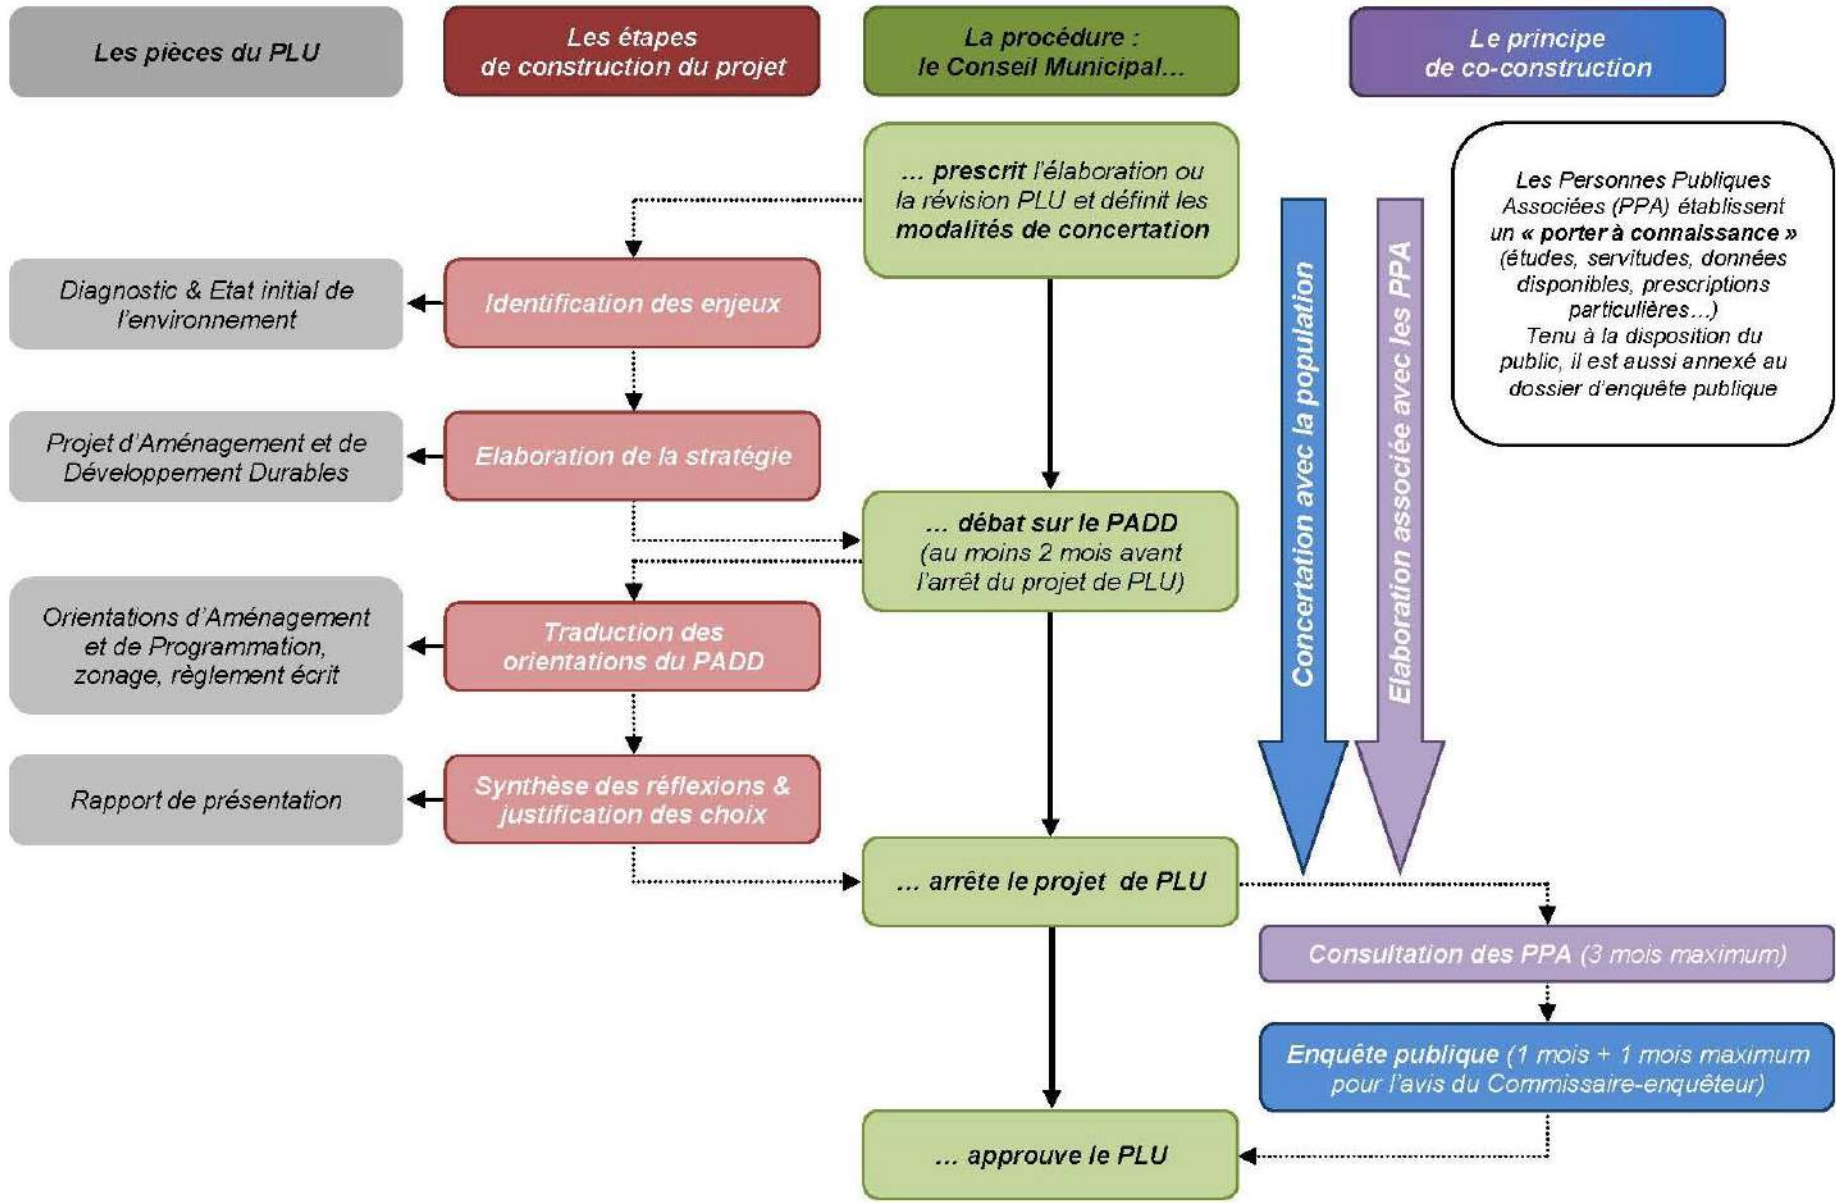 Les pièces du PLU
Les étapes
de construction du projet
La procédure :
le Conseil Municipal...
Le principe
de co-construction
... prescrit l'élaboration ou
la révision PLU et définit les
modalités de concertation
Les Personnes Publiques
Associées (PPA) établissent
un « porter à connaissance »
(études, servitudes, données
disponibles, prescriptions
particulières...)
Tenu à la disposition du
public, il est aussi annexé au
dossier d'enquête publique
Diagnostic & Etat initial de
l'environnement
Identification des enjeux
Projet d'Aménagement et de
Développement Durables
Elaboration de la stratégie
... débat sur le PADD
(au moins 2 mois avant
l'arrêt du projet de PLU)
Concertation avec la population
Elaboration associée avec les PPA
Orientations d'Aménagement
et de Programmation,
zonage, règlement écrit
Traduction des
orientations du PADD
Rapport de présentation
Synthèse des réflexions &
justification des choix
... arrête le projet de PLU
Consultation des PPA (3 mois maximum)
Enquête publique (1 mois + 1 mois maximum
pour l'avis du Commissaire-enquêteur)
... approuve le PLU